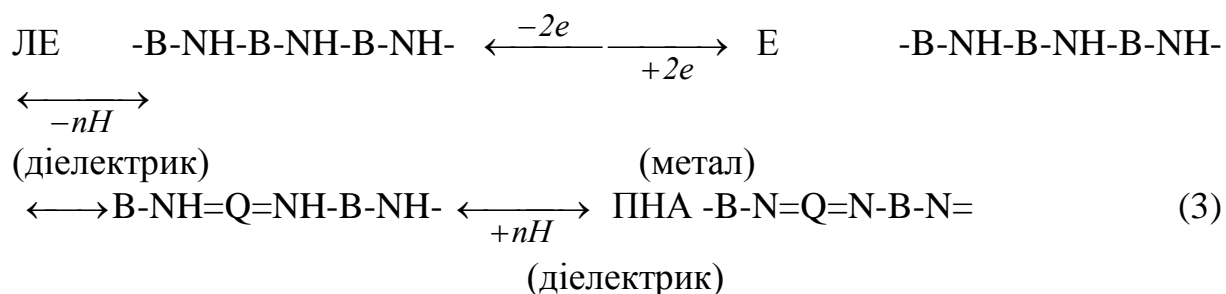 ЛЕ -B-NH-B-NH-B-NH- ⟵ −2e ⟶ +2e Е -B-NH-B-NH-B-NH-
⟷ −nH
(діелектрик) (метал)
⟷B-NH=Q=NH-B-NH- ⟷ +nH ПНА -B-N=Q=N-B-N= (3)
(діелектрик)